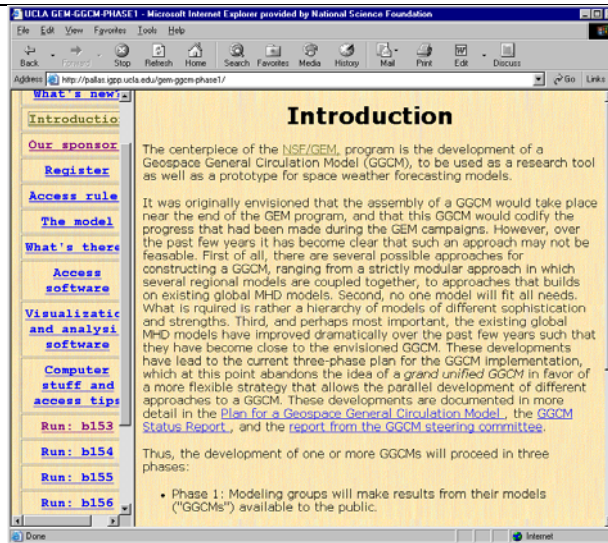 UCLA GEM-GGCM-PHASE1 - Microsoft Internet Explorer provided by National Science Foundation
File Edit View Favorites Tools Help
Back Forward Stop Refresh Home Search Favorites Media History Mail Print Edit Discuss
Address http://pallas.igpp.ucla.edu/gem-ggcm-phase1/ Go Links
What's new?
Introductio
Our sponsor
Register
Access rule
The model
What's there
Access
software
Visualizatic
and analysi
software
Computer
stuff and
access tips
Run: b153
Run: b154
Run: b155
Run: b156
Introduction
The centerpiece of the NSF/GEM, program is the development of a
Geospace General Circulation Model (GGCM), to be used as a research tool
as well as a prototype for space weather forecasting models.
It was originally envisioned that the assembly of a GGCM would take place
near the end of the GEM program, and that this GGCM would codify the
progress that had been made during the GEM campaigns. However, over
the past few years it has become clear that such an approach may not be
feasable. First of all, there are several possible approaches for
constructing a GGCM, ranging from a strictly modular approach in which
several regional models are coupled together, to approaches that builds
on existing global MHD models. Second, no one model will fit all needs.
What is rquired is rather a hierarchy of models of different sophistication
and strengths. Third, and perhaps most important, the existing global
MHD models have improved dramatically over the past few years such that
they have become close to the envisioned GGCM. These developments
have lead to the current three-phase plan for the GGCM implementation,
which at this point abandons the idea of a grand unified GGCM in favor of
a more flexible strategy that allows the parallel development of different
approaches to a GGCM. These developments are documented in more
detail in the Plan for a Geospace General Circulation Model , the GGCM
Status Report , and the report from the GGCM steering committee.
Thus, the development of one or more GGCMs will proceed in three
phases:
• Phase 1: Modeling groups will make results from their models
("GGCMs") available to the public.
Done Internet